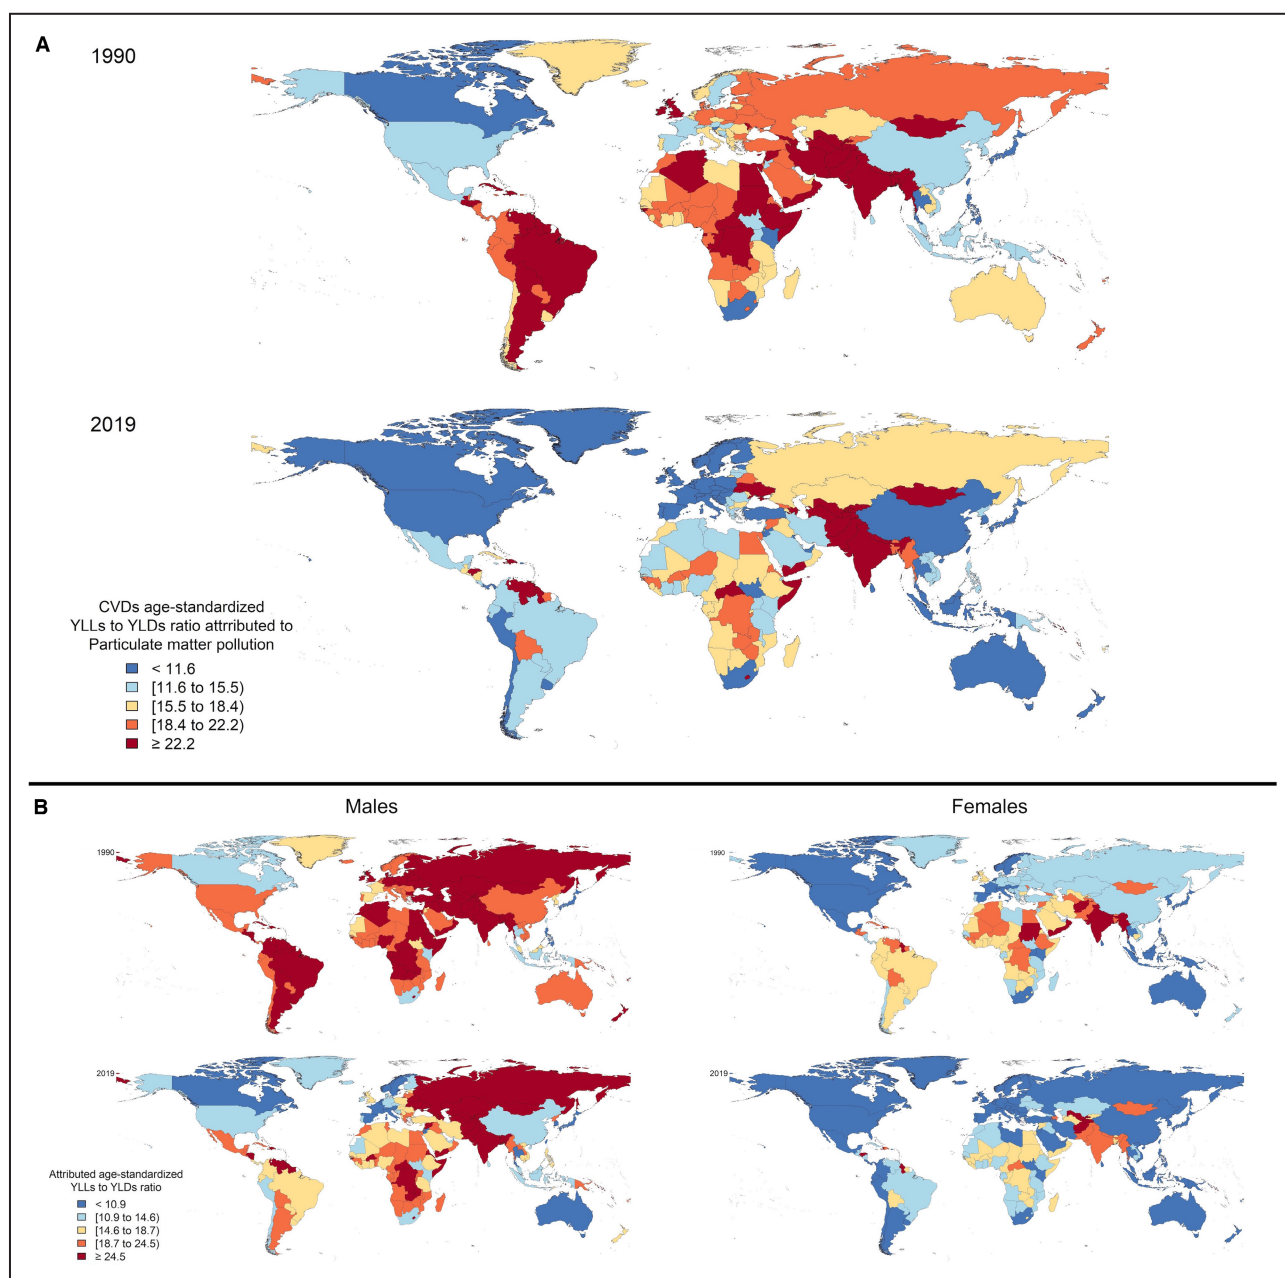 A
1990
2019
CVDs age-standardized
YLLs to YLDs ratio attrributed to
Particulate matter pollution
< 11.6
[11.6 to 15.5)
[15.5 to 18.4)
[18.4 to 22.2)
≥ 22.2
B
Males
Females
1990
1990
2019
2019
Attributed age-standardized
YLLs to YLDs ratio
< 10.9
[10.9 to 14.6)
[14.6 to 18.7)
[18.7 to 24.5)
≥ 24.5